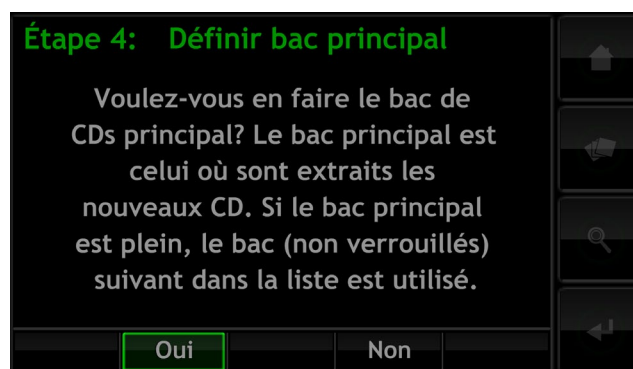 Étape 4: Définir bac principal
Voulez-vous en faire le bac de
CDs principal? Le bac principal est
celui où sont extraits les
nouveaux CD. Si le bac principal
est plein, le bac (non verrouillés)
suivant dans la liste est utilisé.
Oui Non